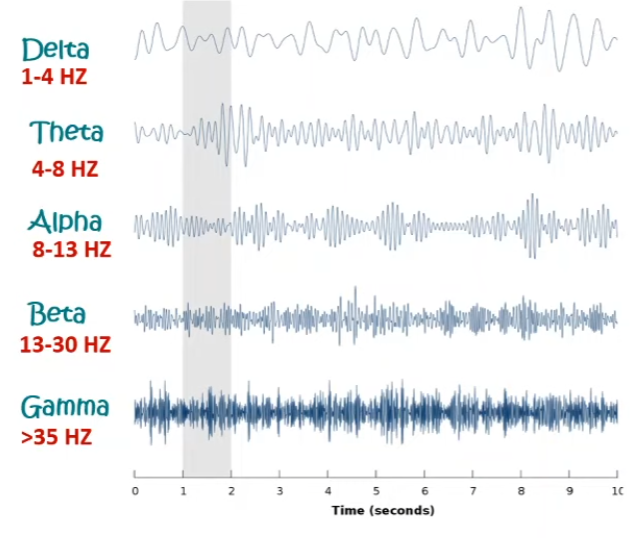 Delta
1-4 HZ
Theta
4-8 HZ
Alpha
8-13 HZ
Beta
13-30 HZ
Gamma
>35 HZ
0 1 2 3 4 5 6 7 8 9 10
Time (seconds)